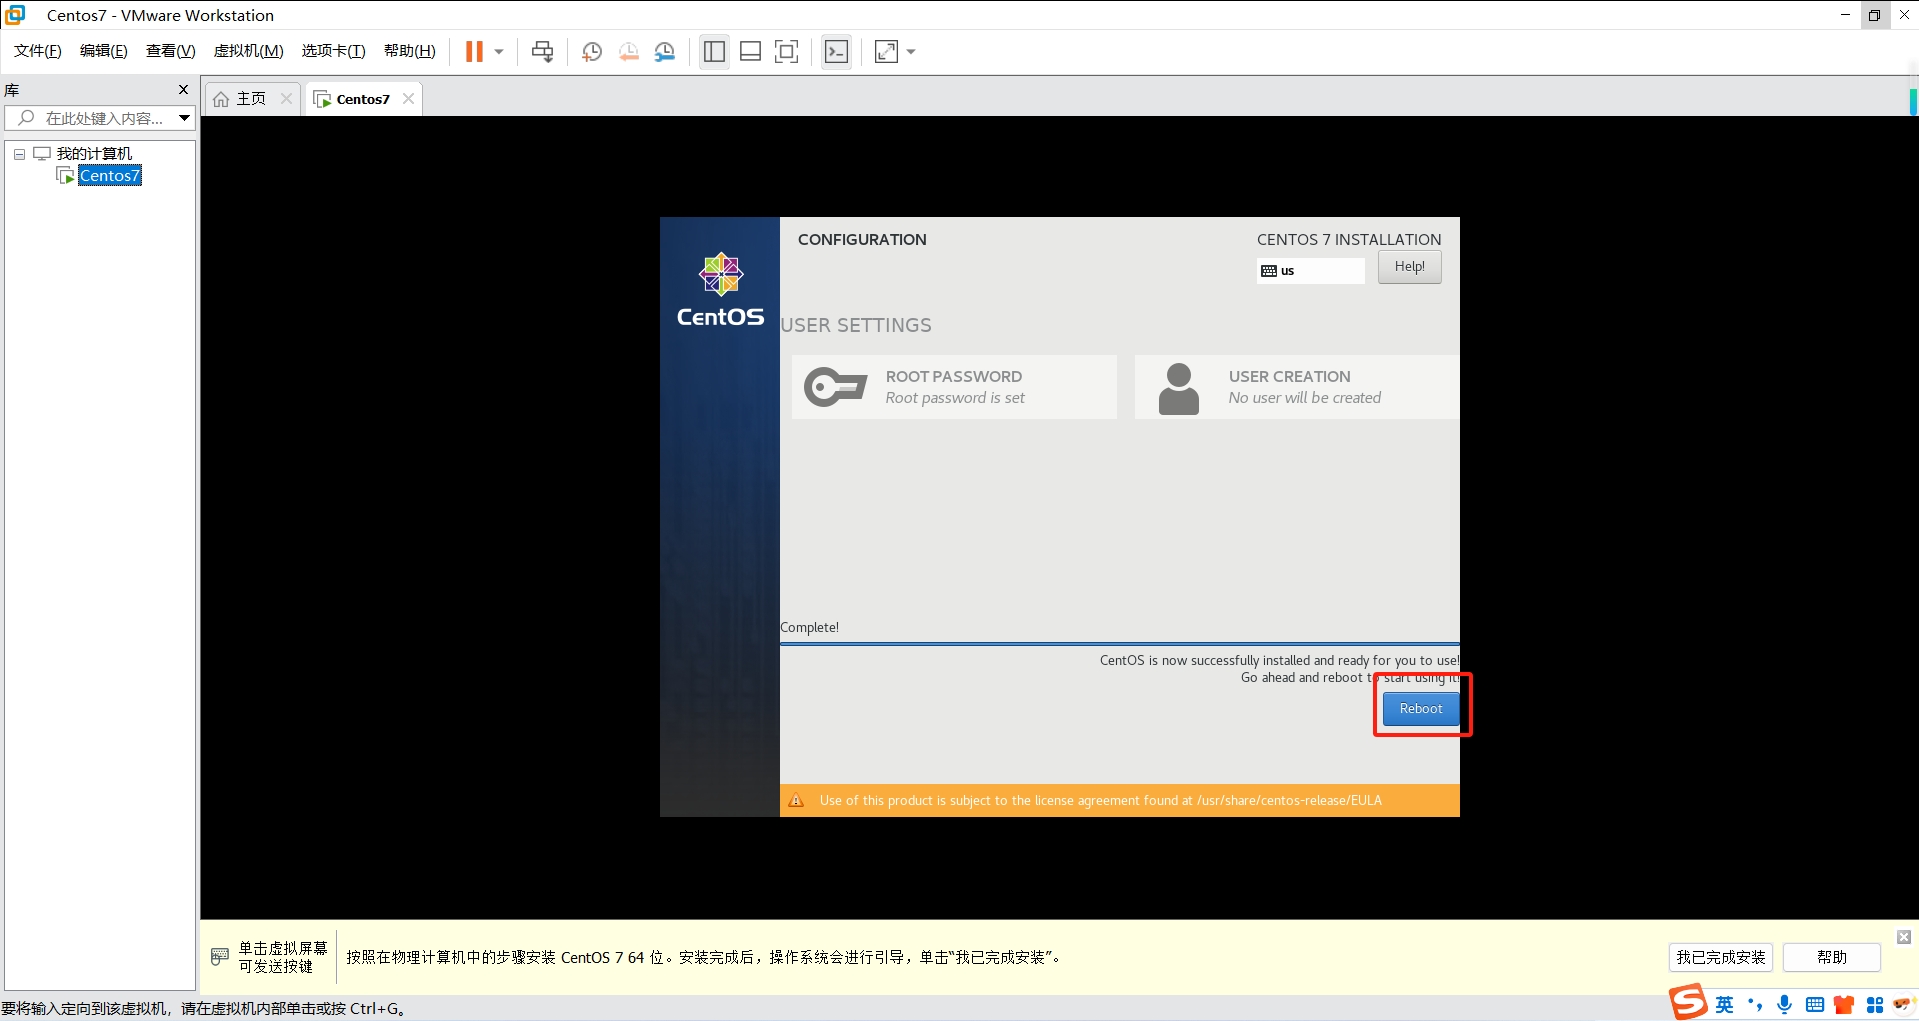 Centos7 - VMware Workstation
文件(F) 编辑(E) 查看(V) 虚拟机(M) 选项卡(T) 帮助(H)
库
主页
Centos7
在此处键入内容...
我的计算机
Centos7
CONFIGURATION
CENTOS 7 INSTALLATION
us
Help!
CentOS
USER SETTINGS
ROOT PASSWORD
Root password is set
USER CREATION
No user will be created
Complete!
CentOS is now successfully installed and ready for you to use!
Go ahead and reboot to start using it!
Reboot
Use of this product is subject to the license agreement found at /usr/share/centos-release/EULA
单击虚拟屏幕
可发送按键
按照在物理计算机中的步骤安装 CentOS 7 64 位。安装完成后，操作系统会进行引导，单击“我已完成安装”。
我已完成安装
帮助
要将输入定向到该虚拟机，请在虚拟机内部单击或按 Ctrl+G。
英